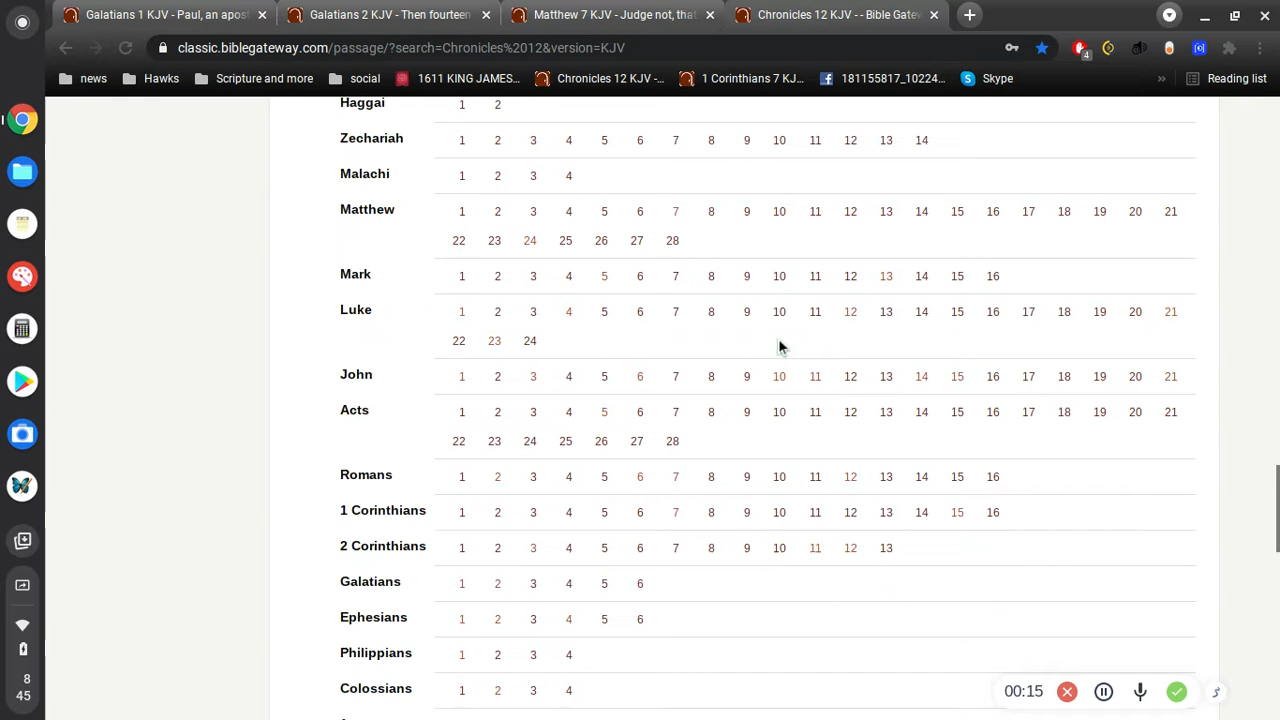 Galatians 1 KJV - Paul, an apost
Galatians 2 KJV - Then fourteen
Matthew 7 KJV - Judge not, that
Chronicles 12 KJV - - Bible Gatew
classic.biblegateway.com/passage/?search=Chronicles%2012&version=KJV
4
news
Hawks
Scripture and more
social
1611 KING JAMES...
Chronicles 12 KJV -...
1 Corinthians 7 KJ...
181155817_10224...
Skype
»
Reading list
Haggai 1 2
Zechariah 1 2 3 4 5 6 7 8 9 10 11 12 13 14
Malachi 1 2 3 4
Matthew 1 2 3 4 5 6 7 8 9 10 11 12 13 14 15 16 17 18 19 20 21
22 23 24 25 26 27 28
Mark 1 2 3 4 5 6 7 8 9 10 11 12 13 14 15 16
Luke 1 2 3 4 5 6 7 8 9 10 11 12 13 14 15 16 17 18 19 20 21
22 23 24
John 1 2 3 4 5 6 7 8 9 10 11 12 13 14 15 16 17 18 19 20 21
Acts 1 2 3 4 5 6 7 8 9 10 11 12 13 14 15 16 17 18 19 20 21
22 23 24 25 26 27 28
Romans 1 2 3 4 5 6 7 8 9 10 11 12 13 14 15 16
1 Corinthians 1 2 3 4 5 6 7 8 9 10 11 12 13 14 15 16
2 Corinthians 1 2 3 4 5 6 7 8 9 10 11 12 13
Galatians 1 2 3 4 5 6
Ephesians 1 2 3 4 5 6
Philippians 1 2 3 4
Colossians 1 2 3 4
00:15
8
45